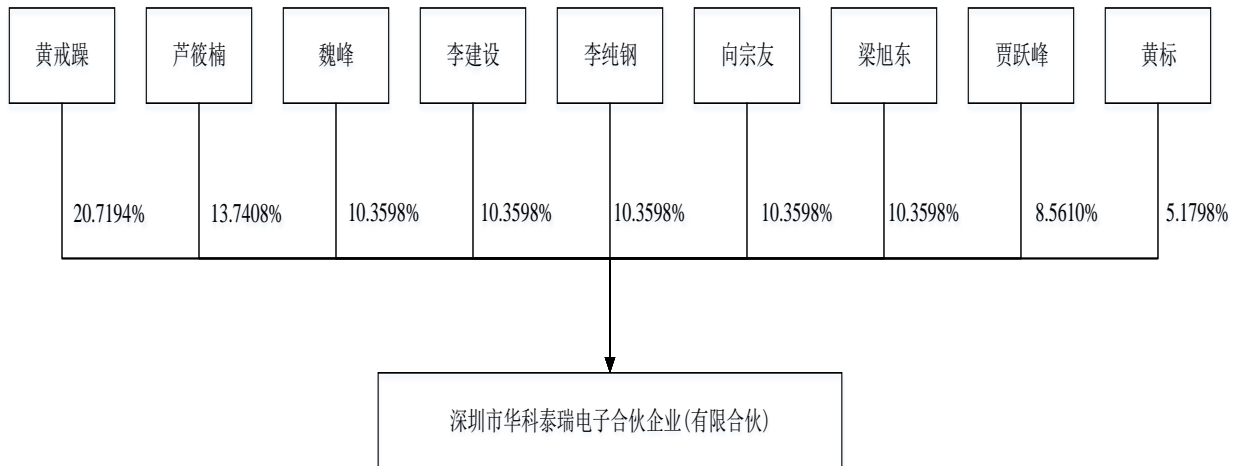 黄戒躁 芦筱楠 魏峰 李建设 李纯钢 向宗友 梁旭东 贾跃峰 黄标
20.7194% 13.7408% 10.3598% 10.3598% 10.3598% 10.3598% 10.3598% 8.5610% 5.1798%
深圳市华科泰瑞电子合伙企业(有限合伙)